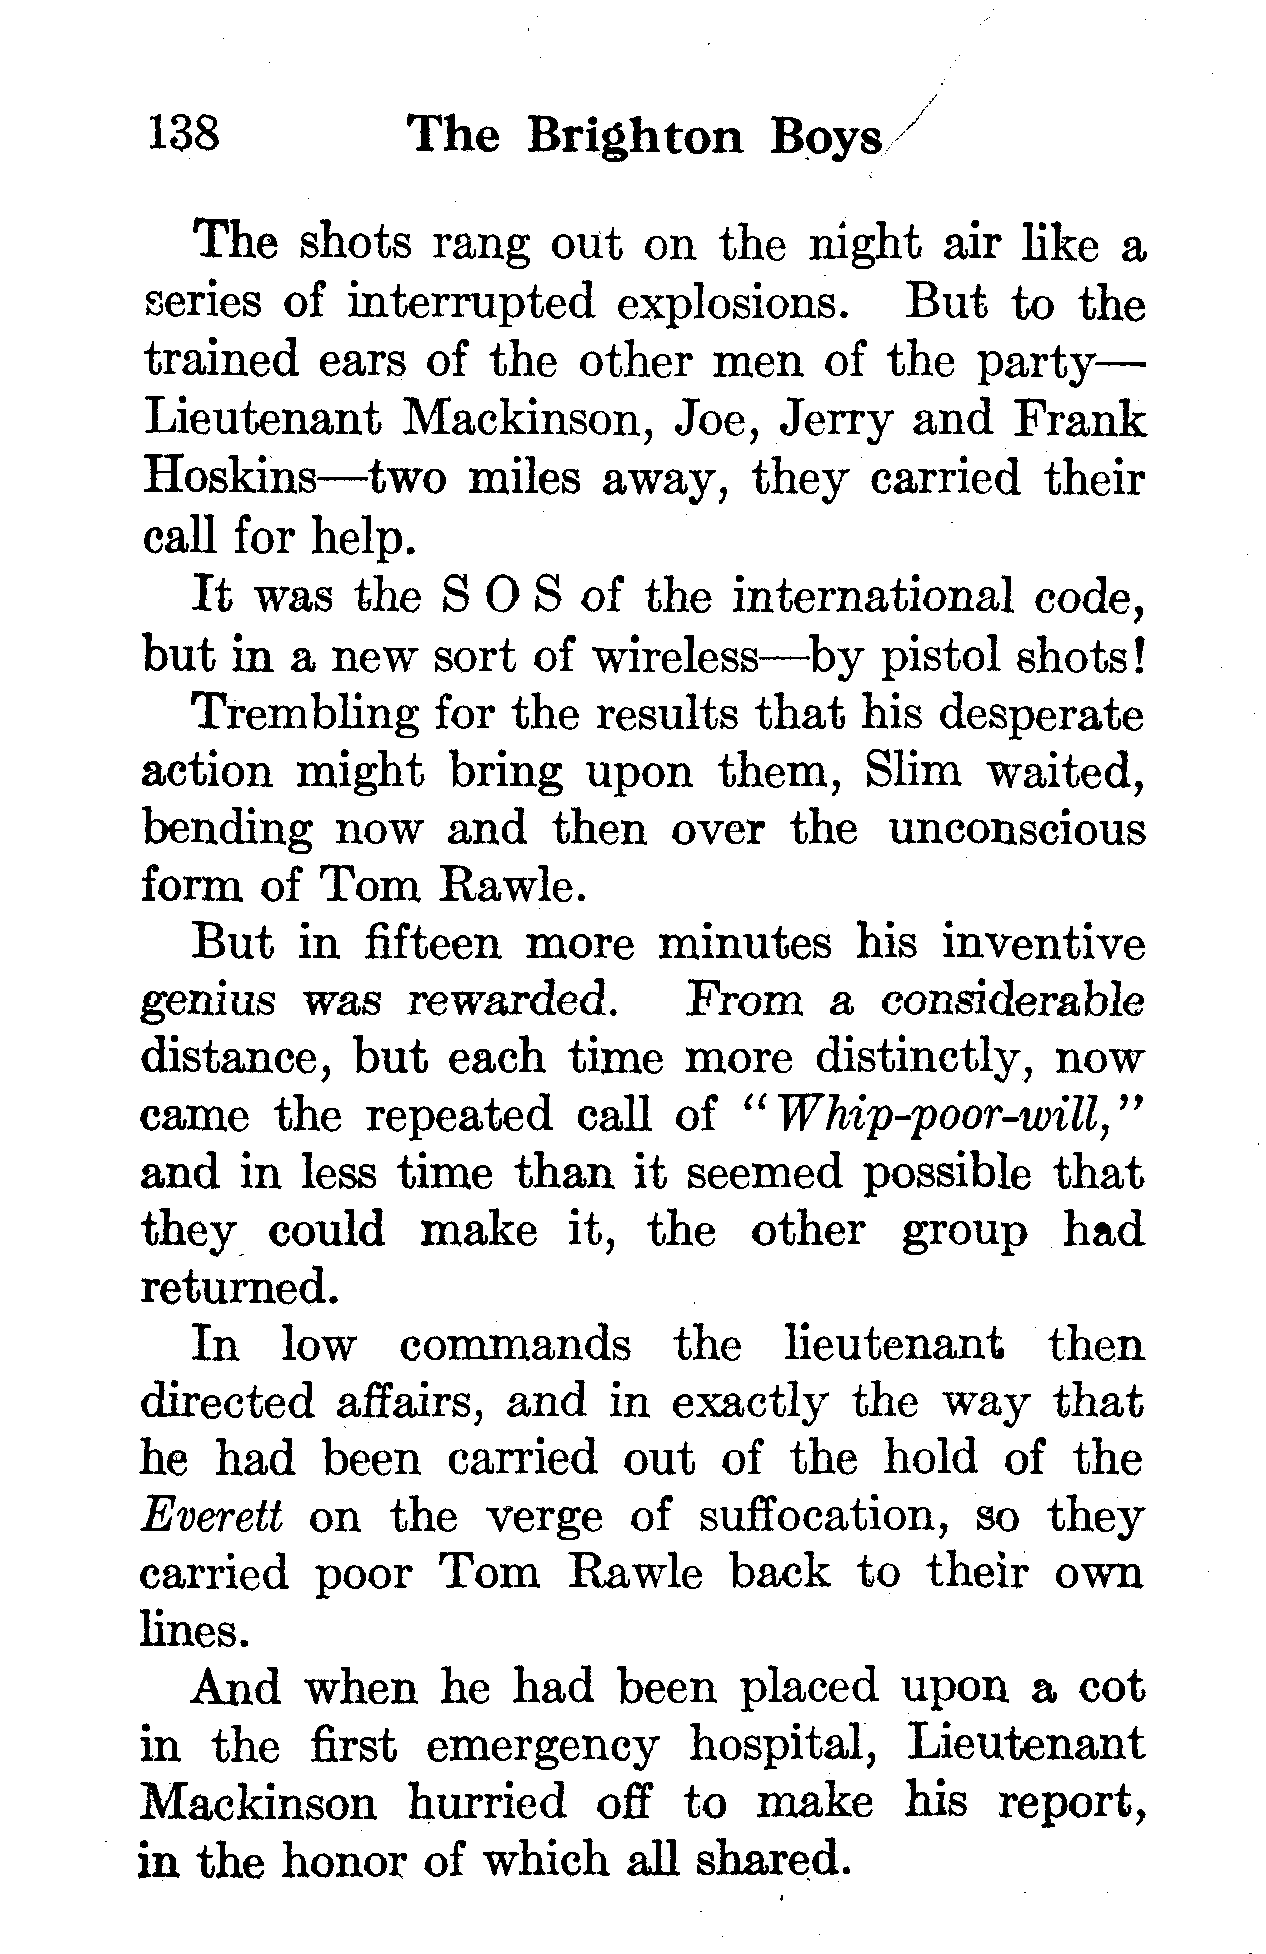 138 The Brighton Boys
The shots rang out on the night air like a
series of interrupted explosions. But to the
trained ears of the other men of the party—
Lieutenant Mackinson, Joe, Jerry and Frank
Hoskins—two miles away, they carried their
call for help.
It was the S O S of the international code,
but in a new sort of wireless—by pistol shots!
Trembling for the results that his desperate
action might bring upon them, Slim waited,
bending now and then over the unconscious
form of Tom Rawle.
But in fifteen more minutes his inventive
genius was rewarded. From a considerable
distance, but each time more distinctly, now
came the repeated call of “Whip-poor-will,”
and in less time than it seemed possible that
they could make it, the other group had
returned.
In low commands the lieutenant then
directed affairs, and in exactly the way that
he had been carried out of the hold of the
Everett on the verge of suffocation, so they
carried poor Tom Rawle back to their own
lines.
And when he had been placed upon a cot
in the first emergency hospital, Lieutenant
Mackinson hurried off to make his report,
in the honor of which all shared.